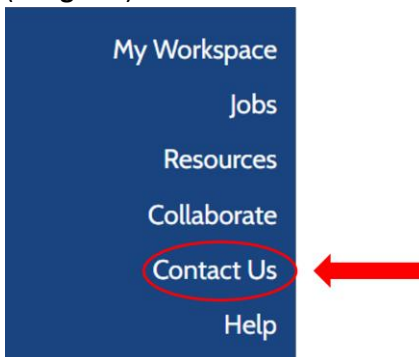 My Workspace
Jobs
Resources
Collaborate
Contact Us
Help